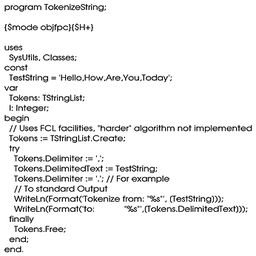 program TokenizeString;

{$mode objfpc}{$H+}

uses
  SysUtils, Classes;
const
  TestString = 'Hello,How,Are,You,Today';
var
  Tokens: TStringList;
  I: Integer;
begin
  // Uses FCL facilities, "harder" algorithm not implemented
  Tokens := TStringList.Create;
  try
    Tokens.Delimiter := ',';
    Tokens.DelimitedText := TestString;
    Tokens.Delimiter := '.'; // For example
    // To standard Output
    WriteLn(Format('Tokenize from: "%s"', (TestString)));
    WriteLn(Format('to:            "%s"',(Tokens.DelimitedText)));
  finally
    Tokens.Free;
  end;
end.